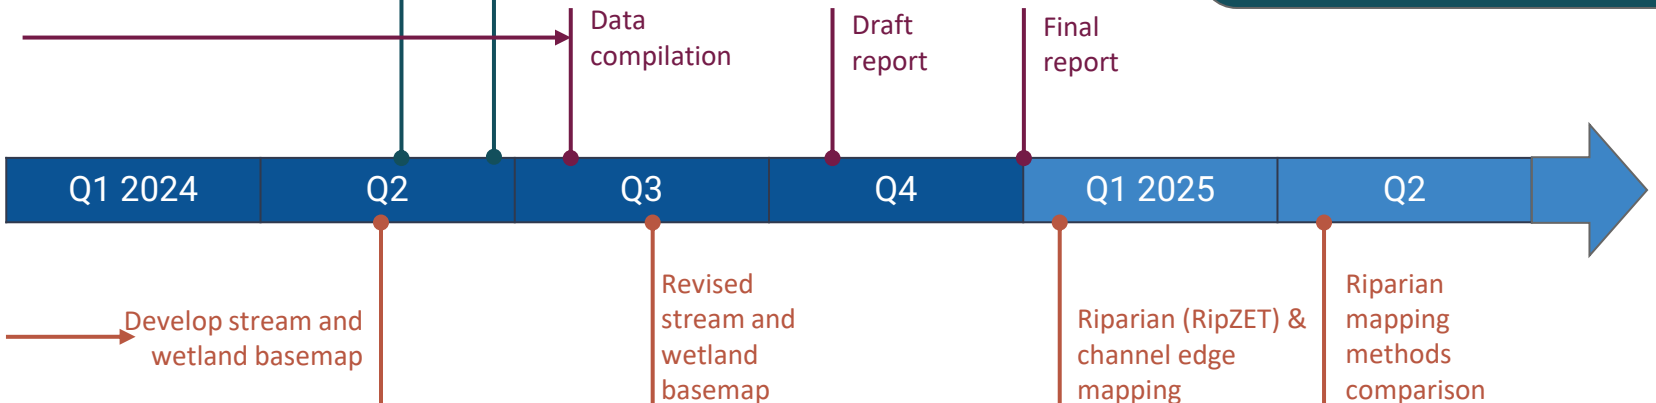 Data
compilation
Draft
report
Final
report
Q1 2024
Q2
Q3
Q4
Q1 2025
Q2
Develop stream and
wetland basemap
Revised
stream and
wetland
basemap
Riparian (RipZET) &
channel edge
mapping
Riparian
mapping
methods
comparison